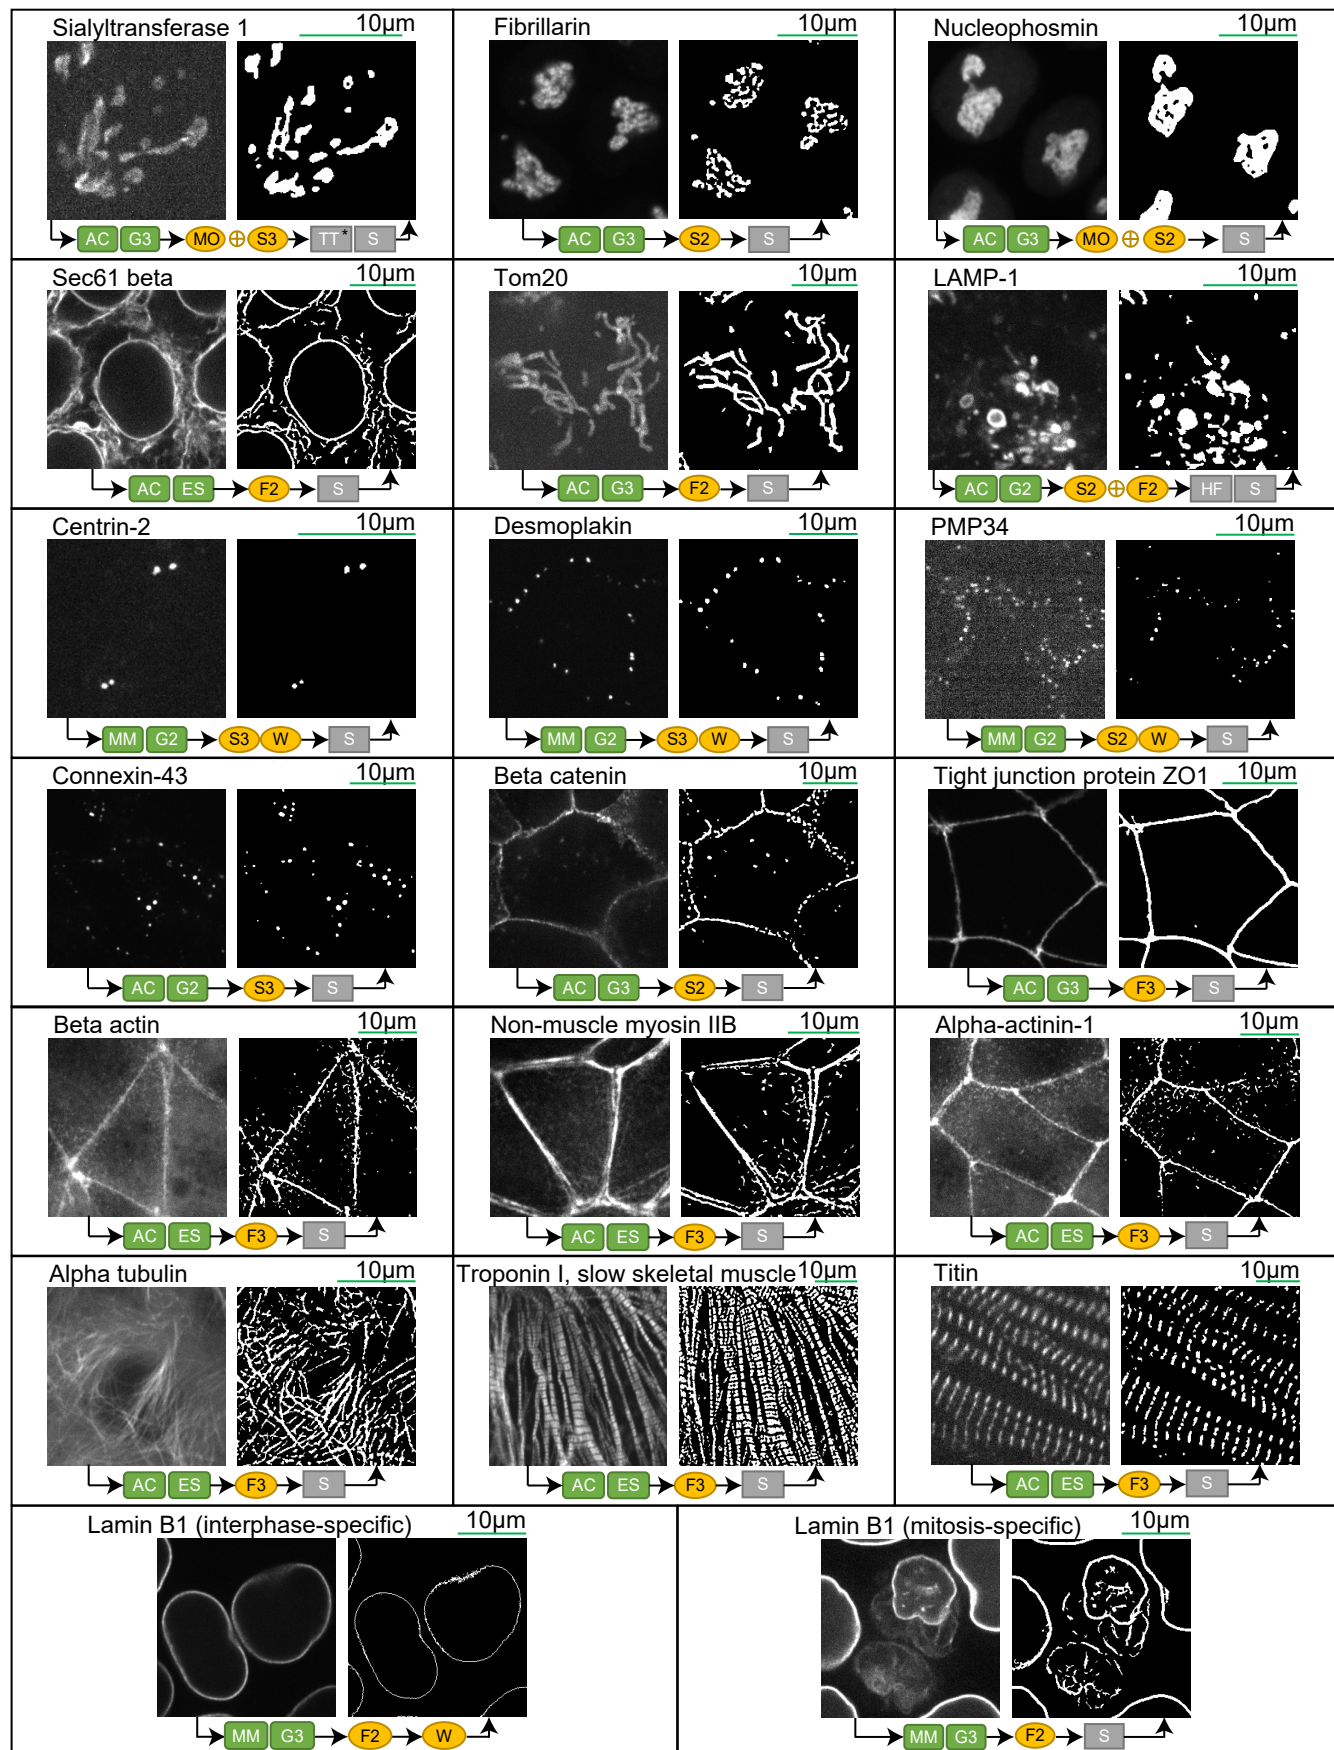 Sialyltransferase 1 10µm
AC G3 MO ⊕ S3 TT* S
Fibrillarin 10µm
AC G3 S2 S
Nucleophosmin 10µm
AC G3 MO ⊕ S2 S
Sec61 beta 10µm
AC ES F2 S
Tom20 10µm
AC G3 F2 S
LAMP-1 10µm
AC G2 S2 ⊕ F2 HF S
Centrin-2 10µm
MM G2 S3 W S
Desmoplakin 10µm
MM G2 S3 W S
PMP34 10µm
MM G2 S2 W S
Connexin-43 10µm
AC G2 S3 S
Beta catenin 10µm
AC G3 S2 S
Tight junction protein ZO1 10µm
AC G3 F3 S
Beta actin 10µm
AC ES F3 S
Non-muscle myosin IIB 10µm
AC ES F3 S
Alpha-actinin-1 10µm
AC ES F3 S
Alpha tubulin 10µm
AC ES F3 S
Troponin I, slow skeletal muscle 10µm
AC ES F3 S
Titin 10µm
AC ES F3 S
Lamin B1 (interphase-specific) 10µm
MM G3 F2 W
Lamin B1 (mitosis-specific) 10µm
MM G3 F2 S